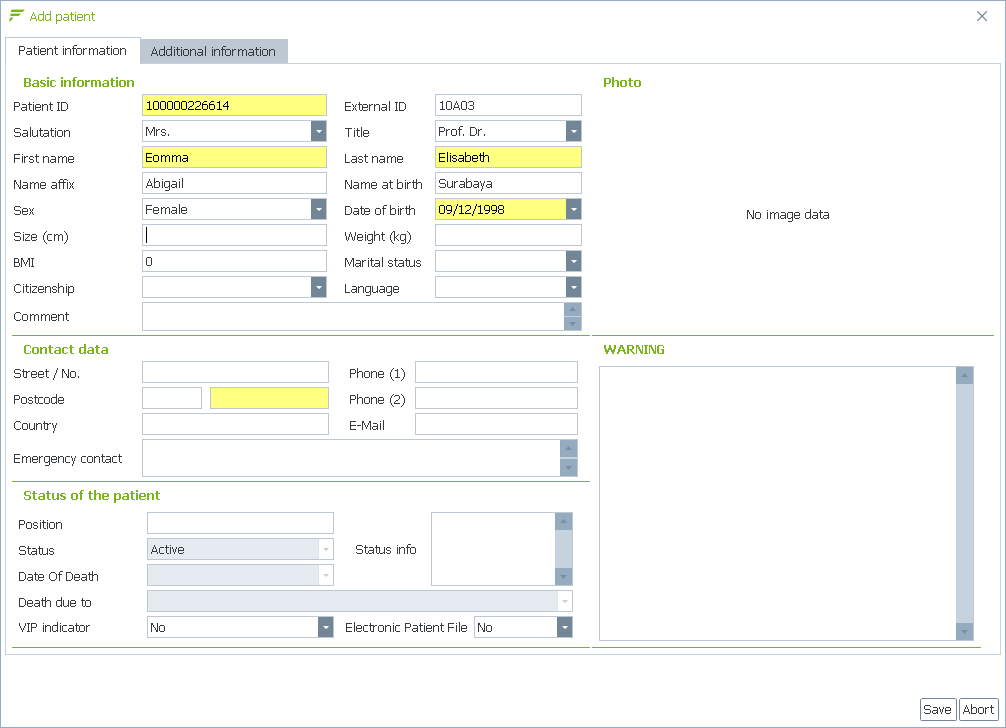 Add patient
Patient information Additional information
Basic information Photo
Patient ID 100000226614 External ID 10A03
Salutation Mrs. Title Prof. Dr.
First name Eomma Last name Elisabeth
Name affix Abigail Name at birth Surabaya
Sex Female Date of birth 09/12/1998
No image data
Size (cm) Weight (kg)
BMI 0 Marital status
Citizenship Language
Comment
Contact data WARNING
Street / No. Phone (1)
Postcode Phone (2)
Country E-Mail
Emergency contact
Status of the patient
Position
Status Active Status info
Date Of Death
Death due to
VIP indicator No Electronic Patient File No
Save Abort